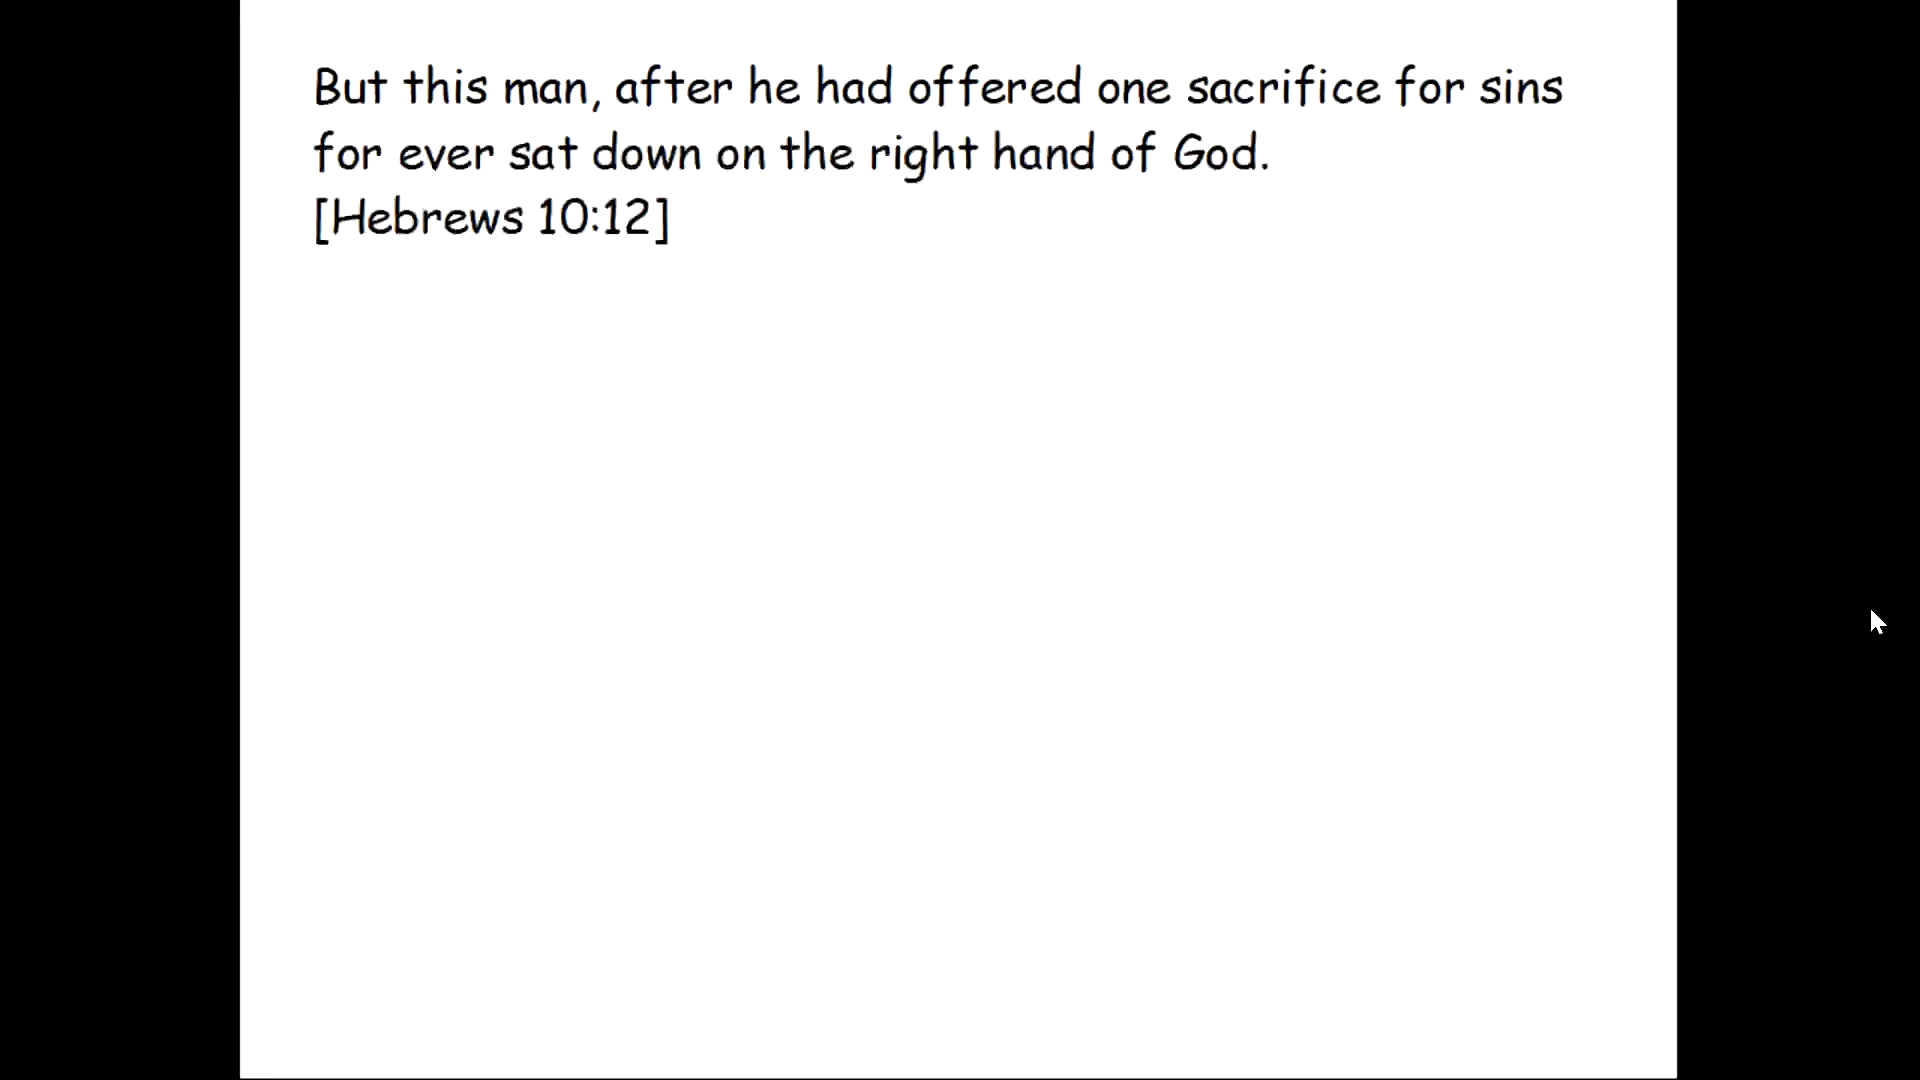 But this man, after he had offered one sacrifice for sins
for ever sat down on the right hand of God.
[Hebrews 10:12]